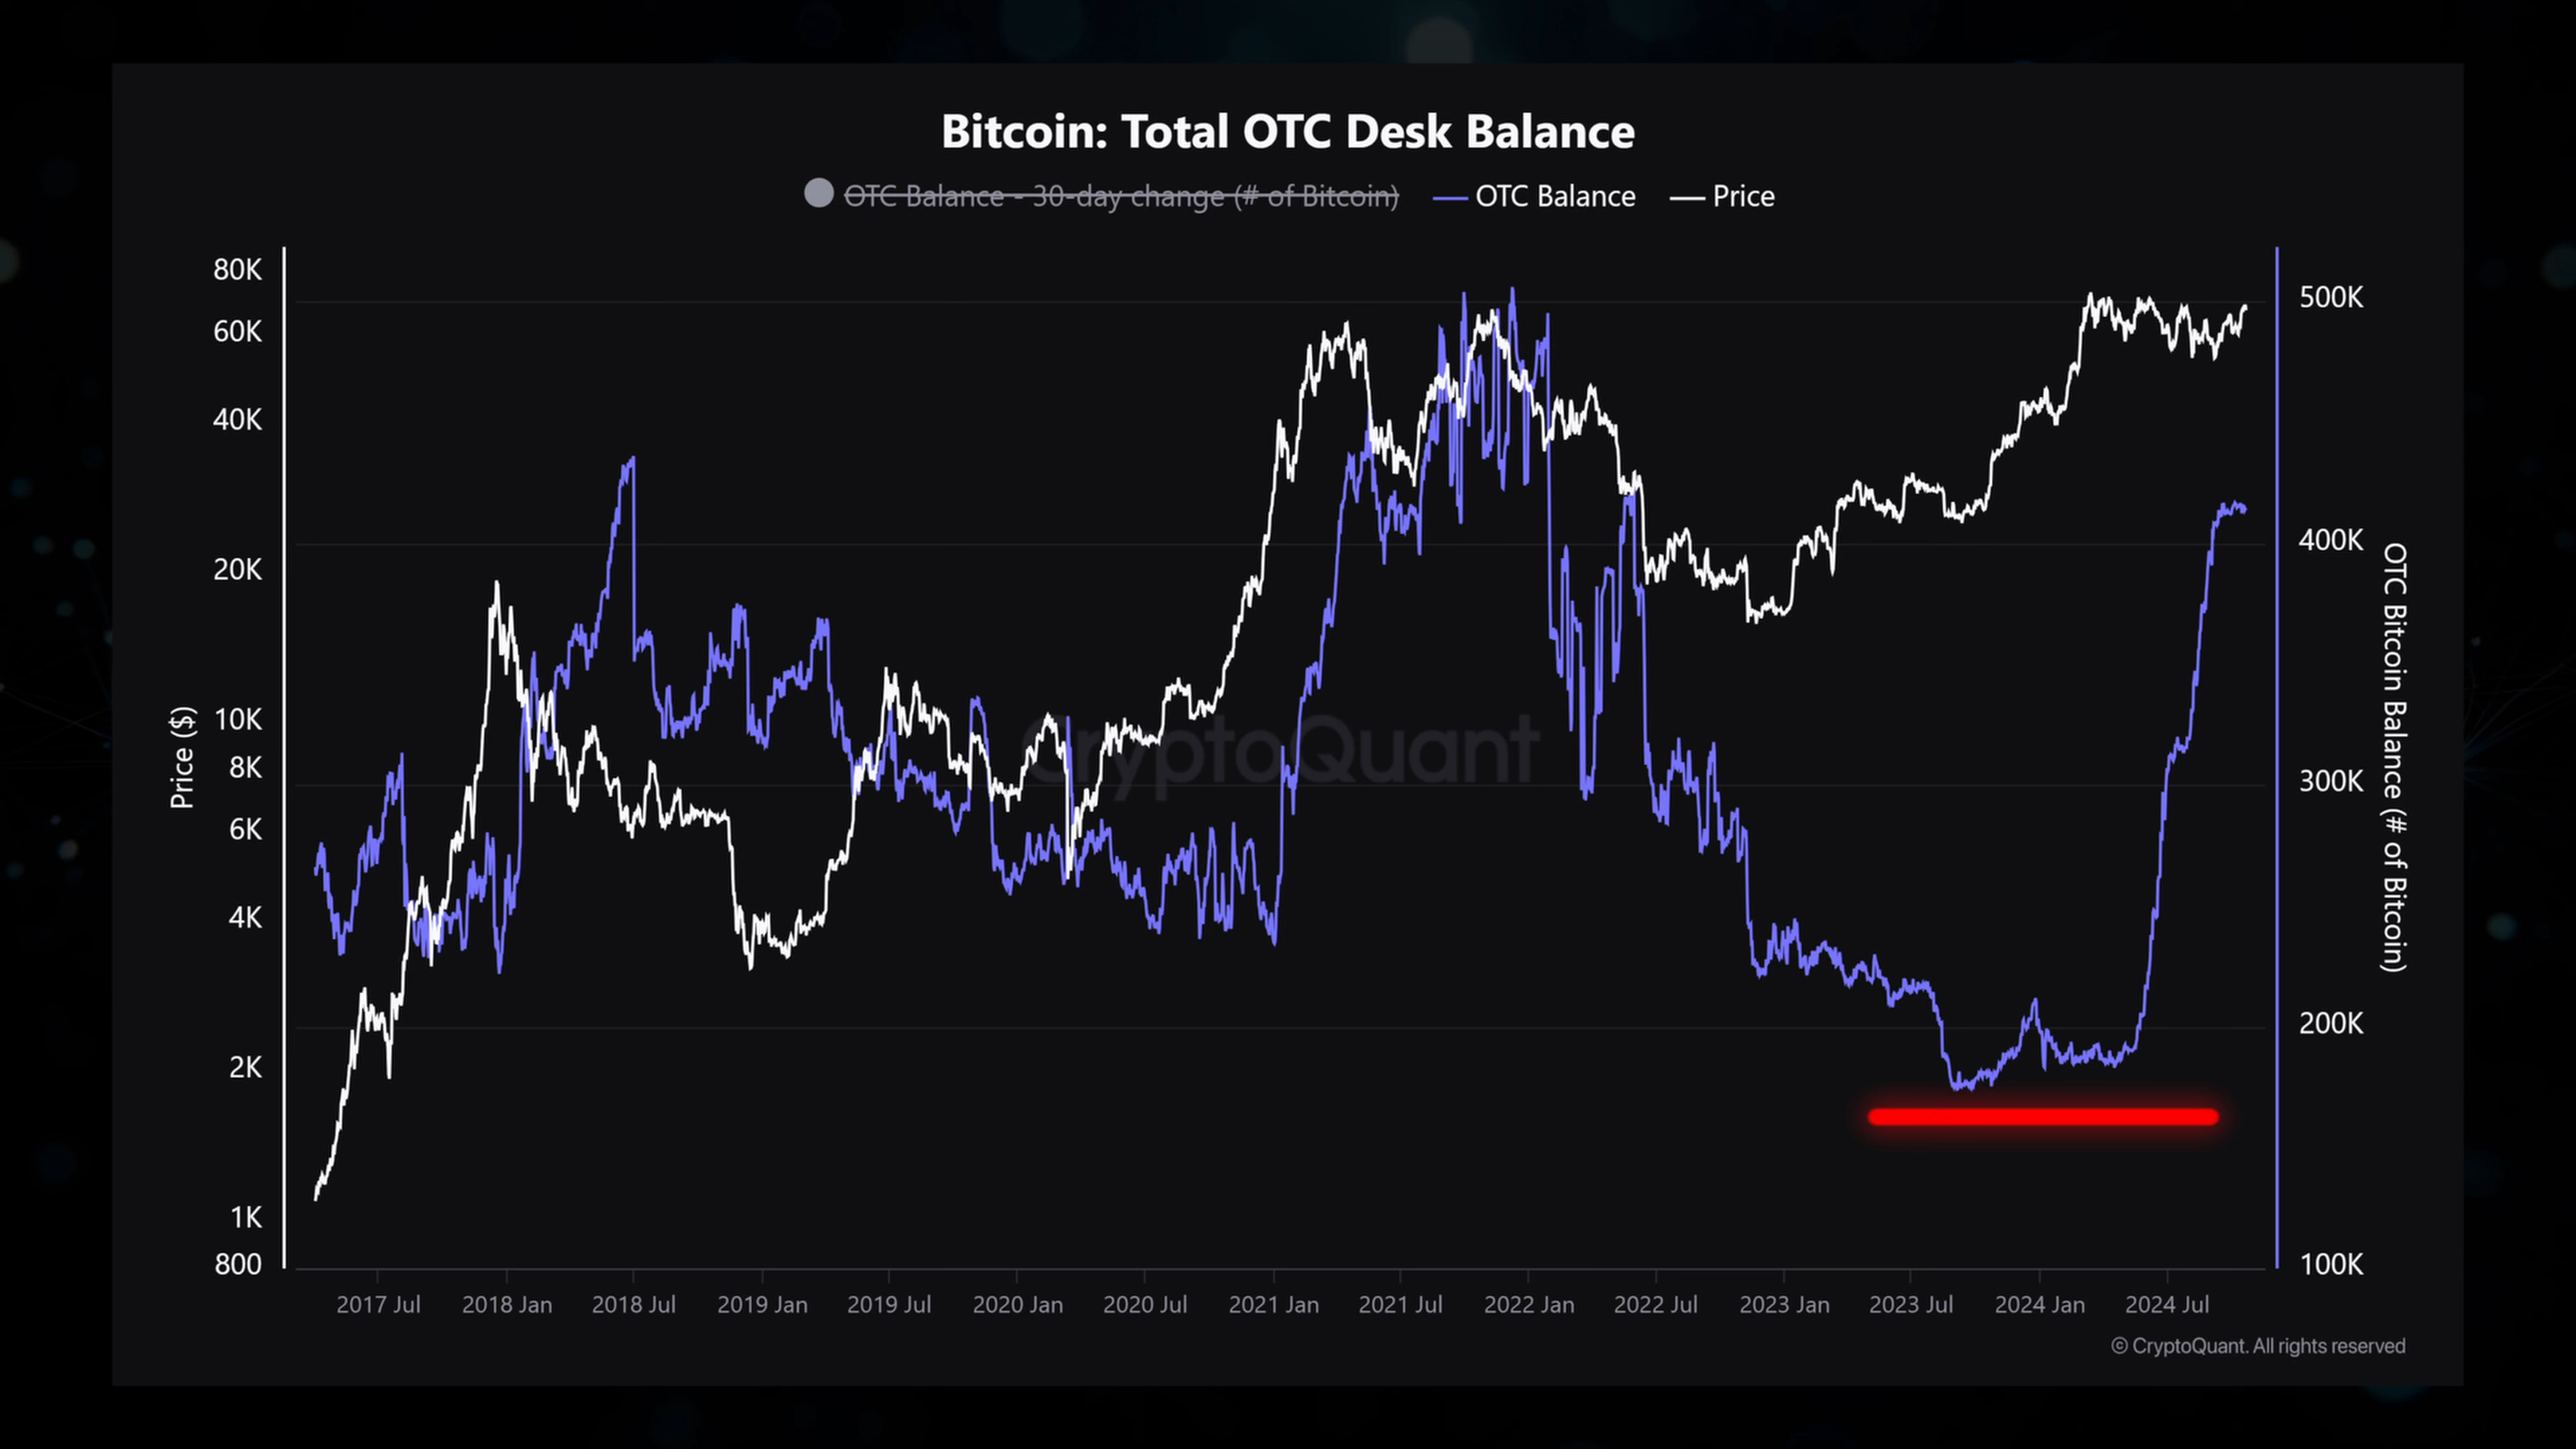 Bitcoin: Total OTC Desk Balance
OTC Balance - 30-day change (# of Bitcoin) OTC Balance Price
80K
60K
40K
20K
10K
8K
6K
4K
2K
1K
800
Price ($)
CryptoQuant
500K
400K
300K
200K
100K
OTC Bitcoin Balance (# of Bitcoin)
2017 Jul 2018 Jan 2018 Jul 2019 Jan 2019 Jul 2020 Jan 2020 Jul 2021 Jan 2021 Jul 2022 Jan 2022 Jul 2023 Jan 2023 Jul 2024 Jan 2024 Jul
© CryptoQuant. All rights reserved